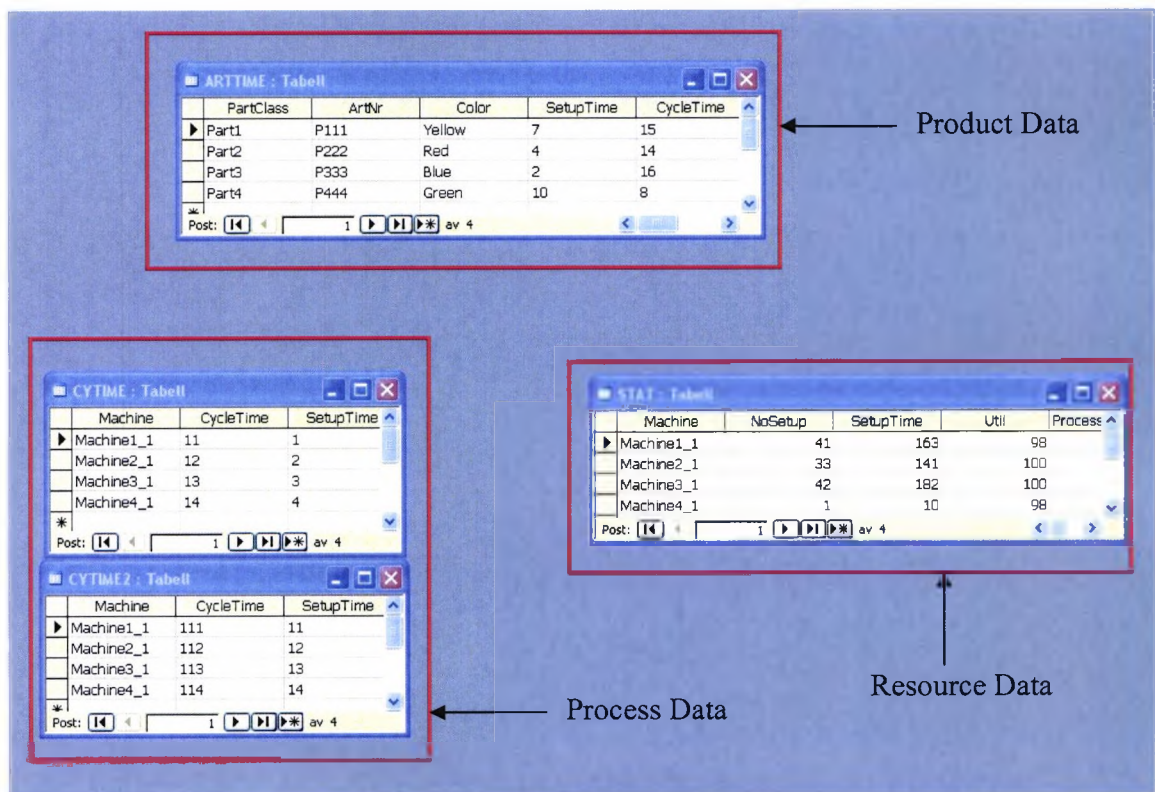 ARTTIME : Tabell
PartClass ArtNr Color SetupTime CycleTime
Part1 P111 Yellow 7 15
Part2 P222 Red 4 14
Part3 P333 Blue 2 16
Part4 P444 Green 10 8
*
Post: 1 av 4
Product Data
CYTIME : Tabell
Machine CycleTime SetupTime
Machine1_1 11 1
Machine2_1 12 2
Machine3_1 13 3
Machine4_1 14 4
*
Post: 1 av 4
CYTIME2 : Tabell
Machine CycleTime SetupTime
Machine1_1 111 11
Machine2_1 112 12
Machine3_1 113 13
Machine4_1 114 14
*
Post: 1 av 4
Process Data
STAT : Tabell
Machine NoSetup SetupTime Util Process
Machine1_1 41 163 98
Machine2_1 33 141 100
Machine3_1 42 182 100
Machine4_1 1 10 98
Post: 1 av 4
Resource Data